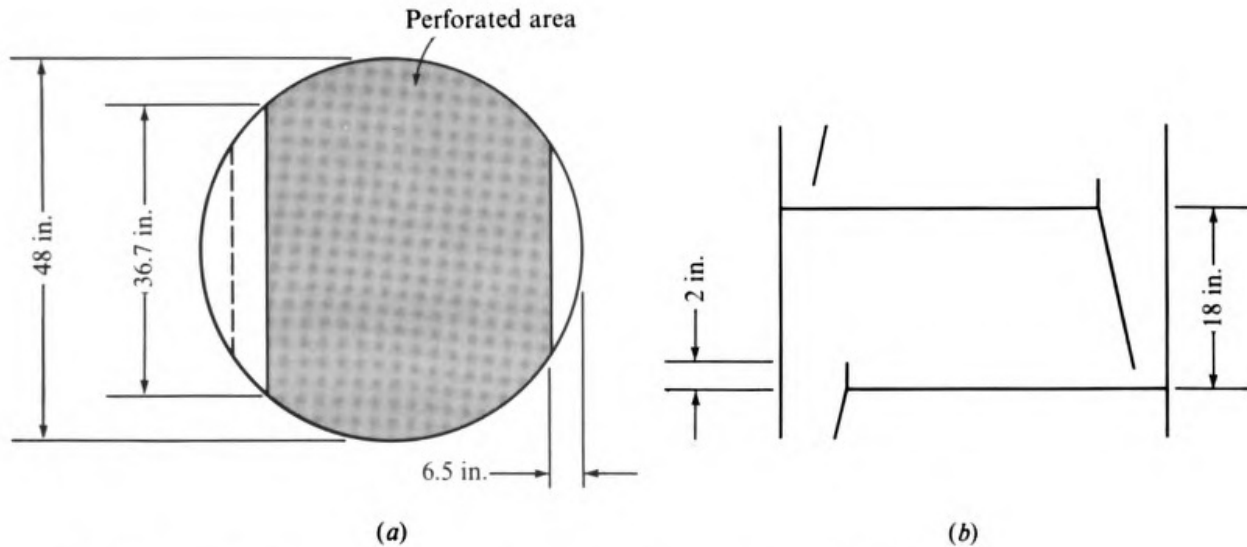 Perforated area
48 in.
36.7 in.
6.5 in.
(a)
2 in.
18 in.
(b)